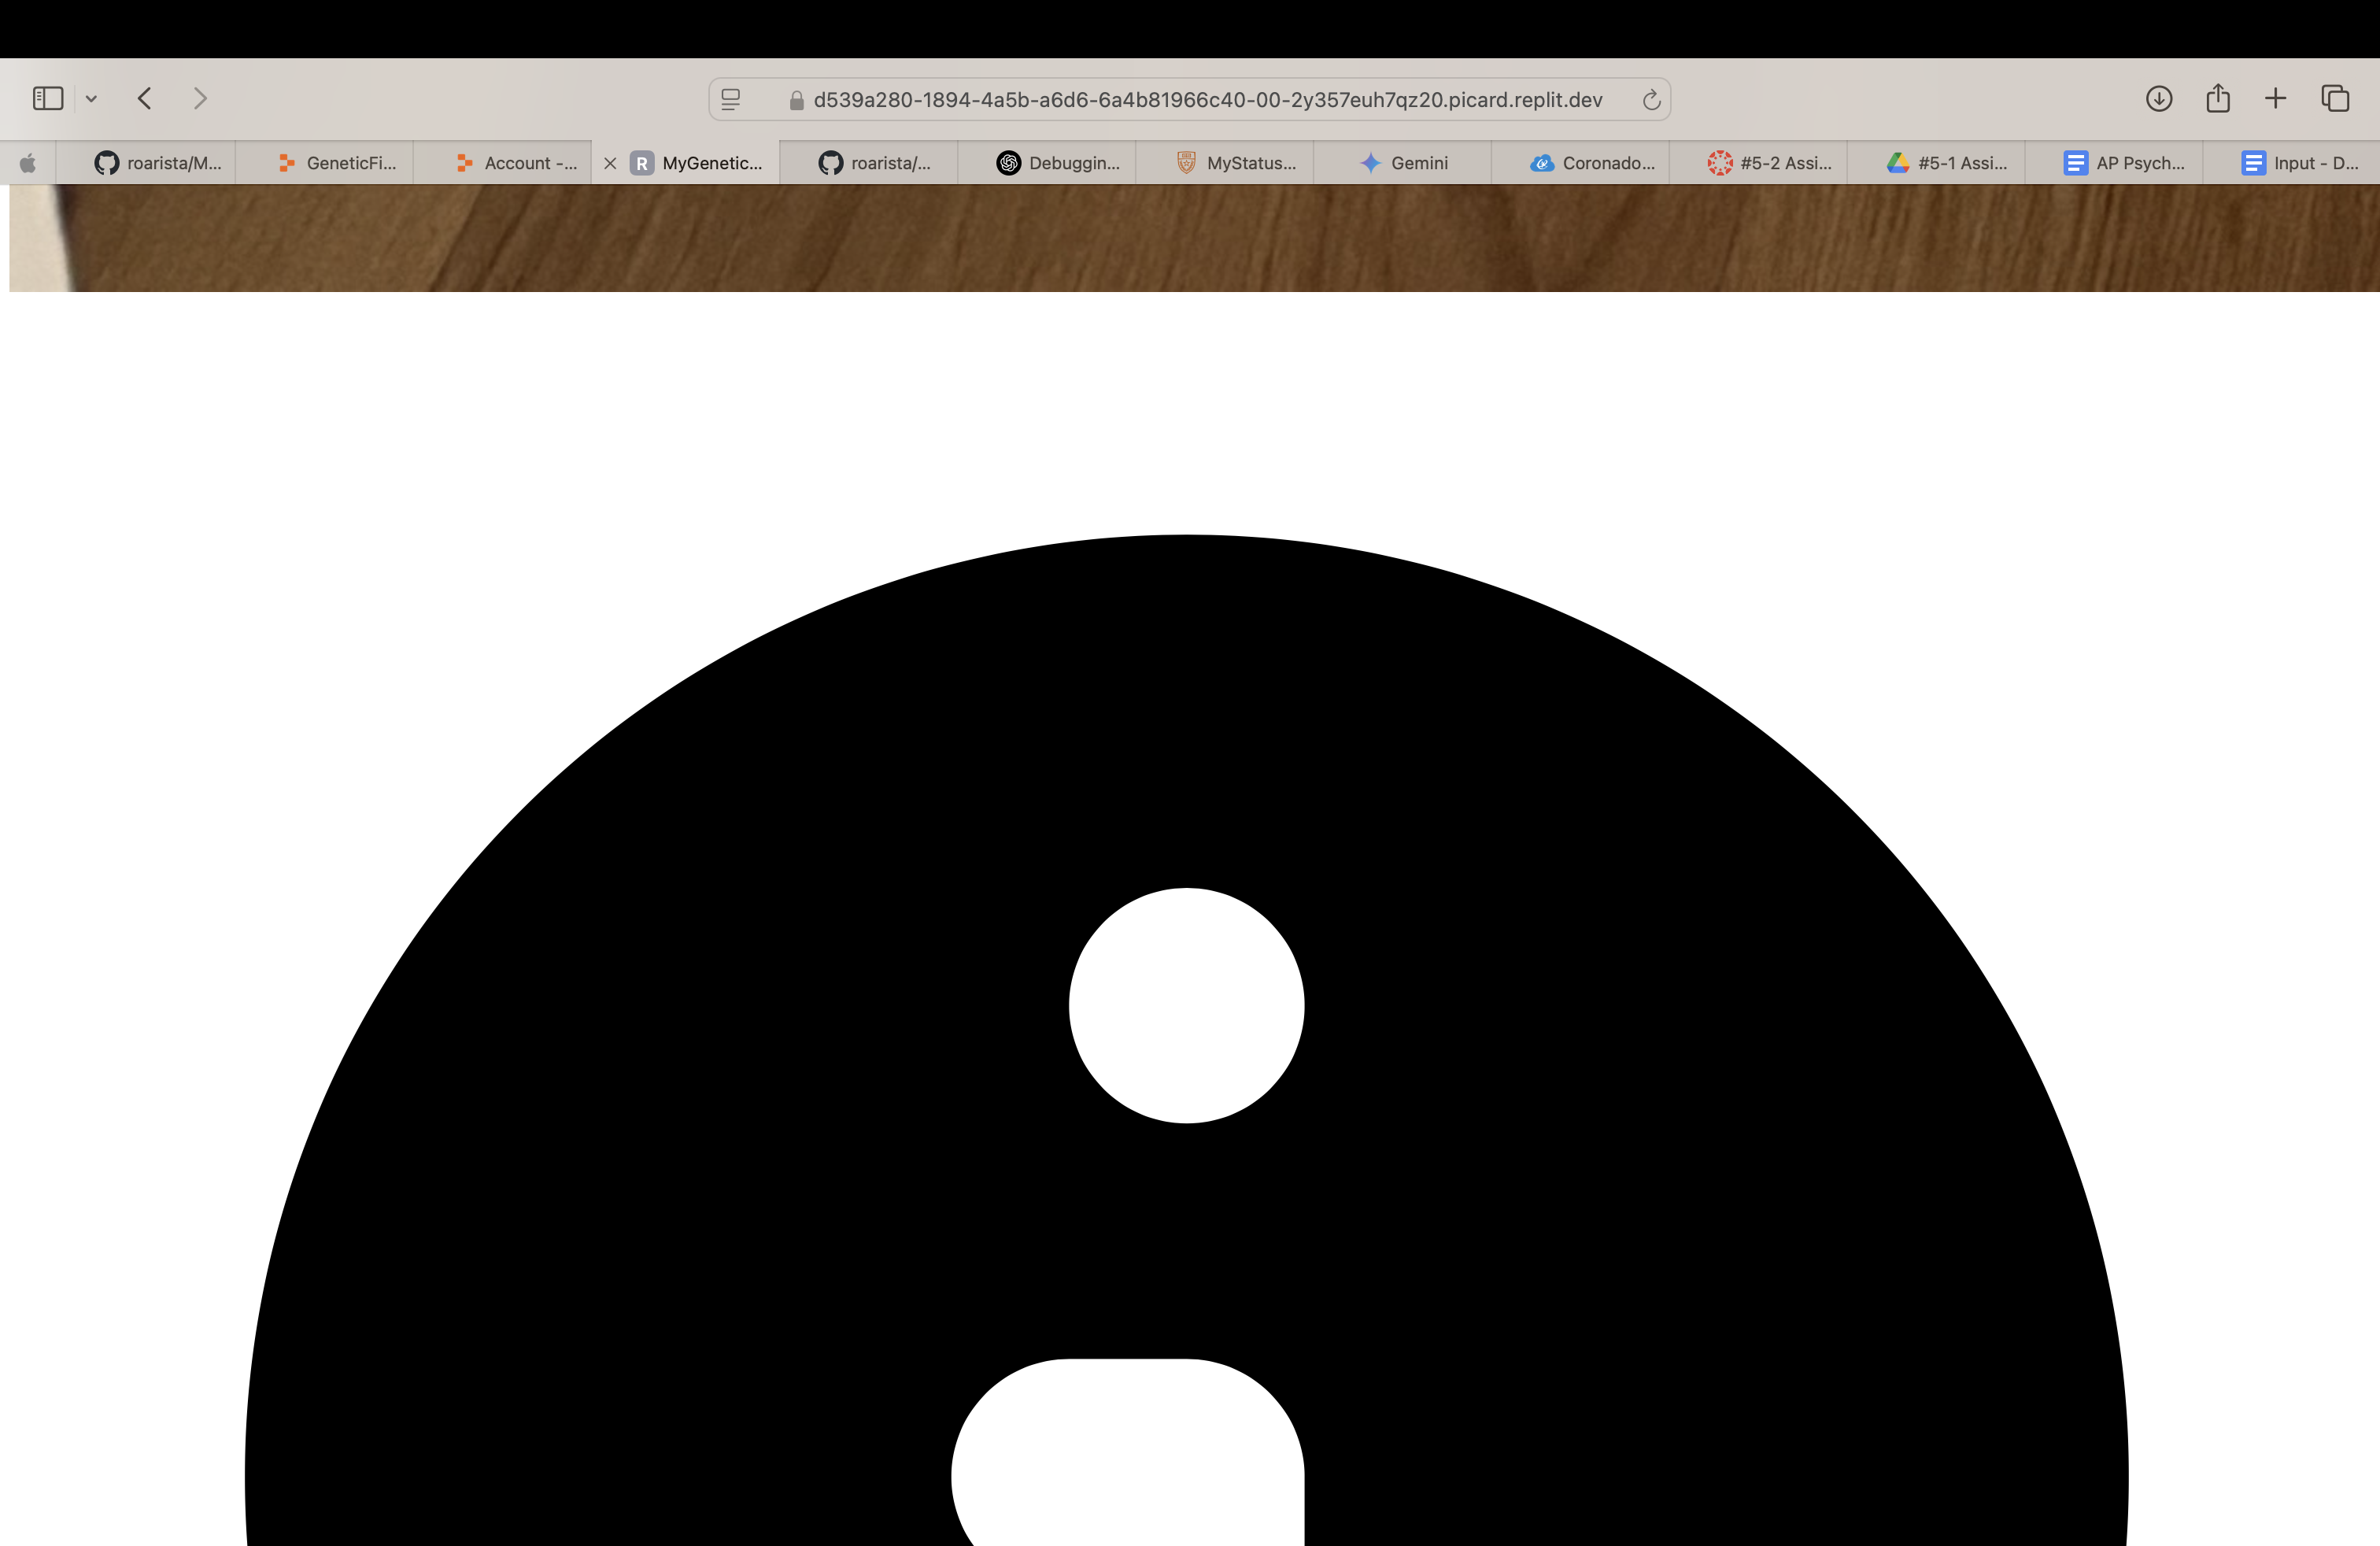 d539a280-1894-4a5b-a6d6-6a4b81966c40-00-2y357euh7qz20.picard.replit.dev
roarista/M... GeneticFi... Account -... R MyGenetic... roarista/... Debuggin... MyStatus... Gemini Coronado... #5-2 Assi... #5-1 Assi... AP Psych... Input - D...